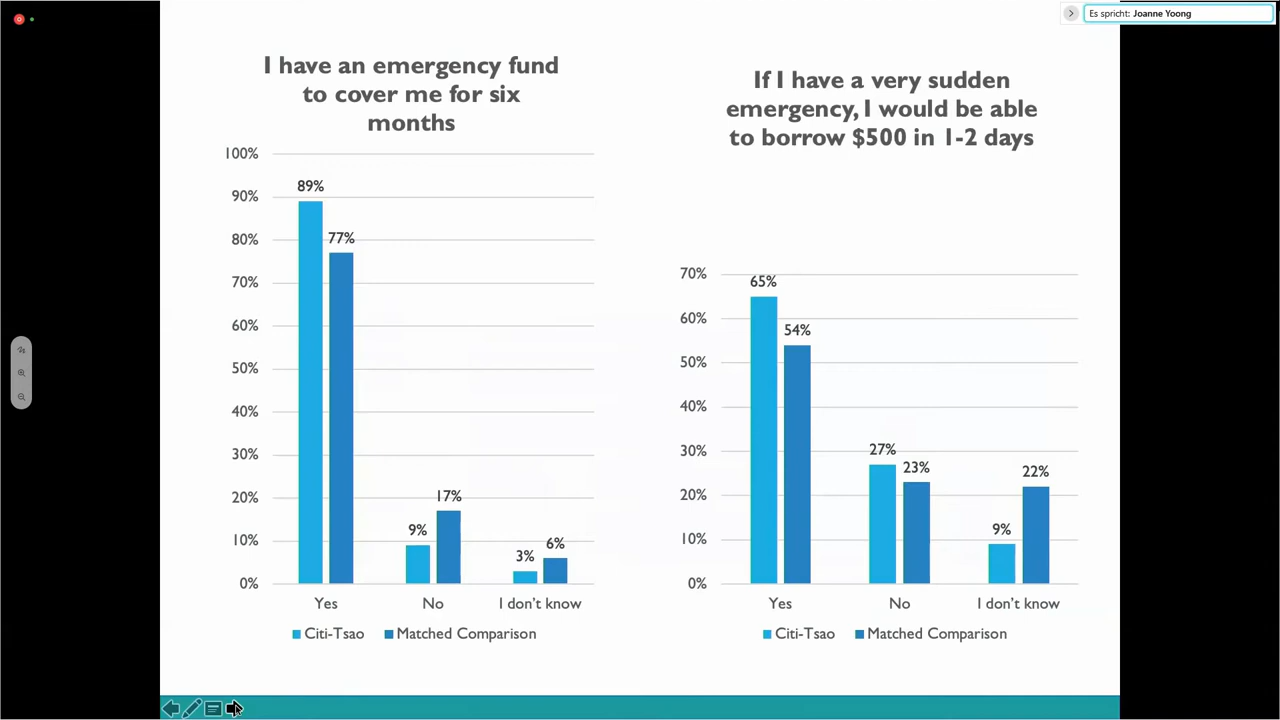 Es spricht: Joanne Yoong
I have an emergency fund
to cover me for six
months
100%
90%
80%
70%
60%
50%
40%
30%
20%
10%
0%
89%
77%
9%
17%
3%
6%
Yes
No
I don't know
Citi-Tsao
Matched Comparison
If I have a very sudden
emergency, I would be able
to borrow $500 in 1-2 days
70%
60%
50%
40%
30%
20%
10%
0%
65%
54%
27%
23%
9%
22%
Yes
No
I don't know
Citi-Tsao
Matched Comparison